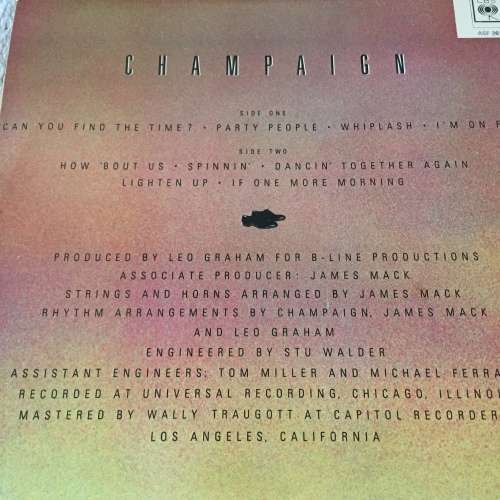 CBS
CHAMPAIGN
SIDE ONE
CAN YOU FIND THE TIME? • PARTY PEOPLE • WHIPLASH • I'M ON F
SIDE TWO
HOW 'BOUT US • SPINNIN' • DANCIN' TOGETHER AGAIN
LIGHTEN UP • IF ONE MORE MORNING
PRODUCED BY LEO GRAHAM FOR B-LINE PRODUCTIONS
ASSOCIATE PRODUCER: JAMES MACK
STRINGS AND HORNS ARRANGED BY JAMES MACK
RHYTHM ARRANGEMENTS BY CHAMPAIGN, JAMES MACK
AND LEO GRAHAM
ENGINEERED BY STU WALDER
ASSISTANT ENGINEERS: TOM MILLER AND MICHAEL FERRA
RECORDED AT UNIVERSAL RECORDING, CHICAGO, ILLINOI
MASTERED BY WALLY TRAUGOTT AT CAPITOL RECORDER
LOS ANGELES, CALIFORNIA